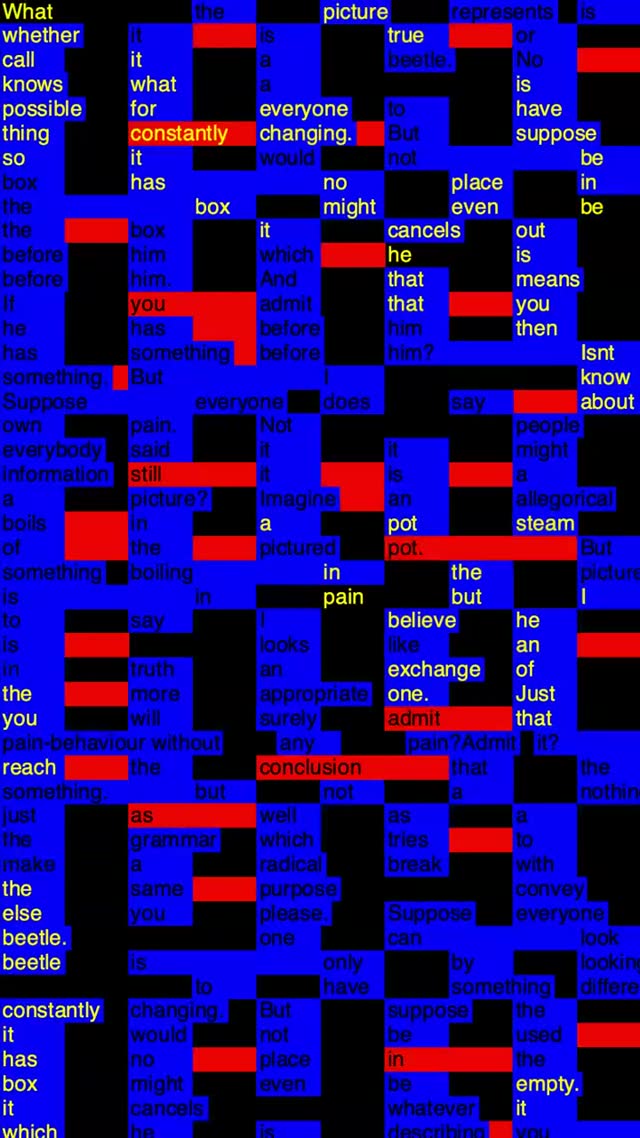 What the picture represents is
whether it is true or
call it a beetle. No
knows what a is
possible for everyone to have
thing constantly changing. But suppose
so it would not be
box has no place in
the box might even be
the box it cancels out
before him which he is
before him. And that means
If you admit that you
he has before him then
has something before him? Isnt
something. But I know
Suppose everyone does say about
own pain. Not people
everybody said it it might
information still it is a
a picture? Imagine an allegorical
boils in a pot steam
of the pictured pot. But
something boiling in the picture
is in pain but I
to say I believe he
is looks like an
in truth an exchange of
the more appropriate one. Just
you will surely admit that
pain-behaviour without any pain?Admit it?
reach the conclusion that the
something. but not a nothin
just as well as a
the grammar which tries to
make a radical break with
the same purpose convey
else you please. Suppose everyone
beetle. one can look
beetle is only by looking
to have something differe
constantly changing. But suppose the
it would not be used
has no place in the
box might even be empty.
it cancels whatever it
which he is describing you